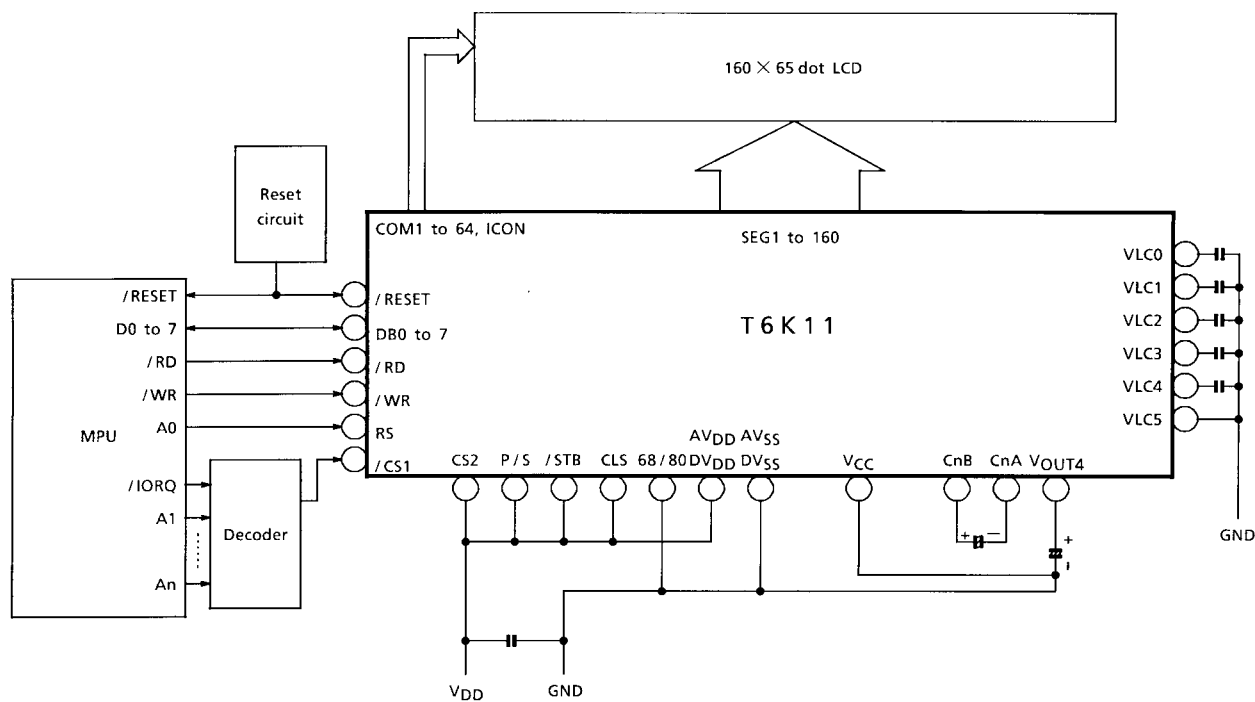 160 × 65 dot LCD
Reset
circuit
COM1 to 64, ICON
SEG1 to 160
T6K11
MPU
/RESET
D0 to 7
/RD
/WR
A0
/IORQ
A1
An
Decoder
/RESET
DB0 to 7
/RD
/WR
RS
/CS1
VLC0
VLC1
VLC2
VLC3
VLC4
VLC5
AVDD AVSS
CS2 P/S /STB CLS 68/80 DVDD DVSS VCC CnB CnA VOUT4
+ −
+
-
GND
VDD GND